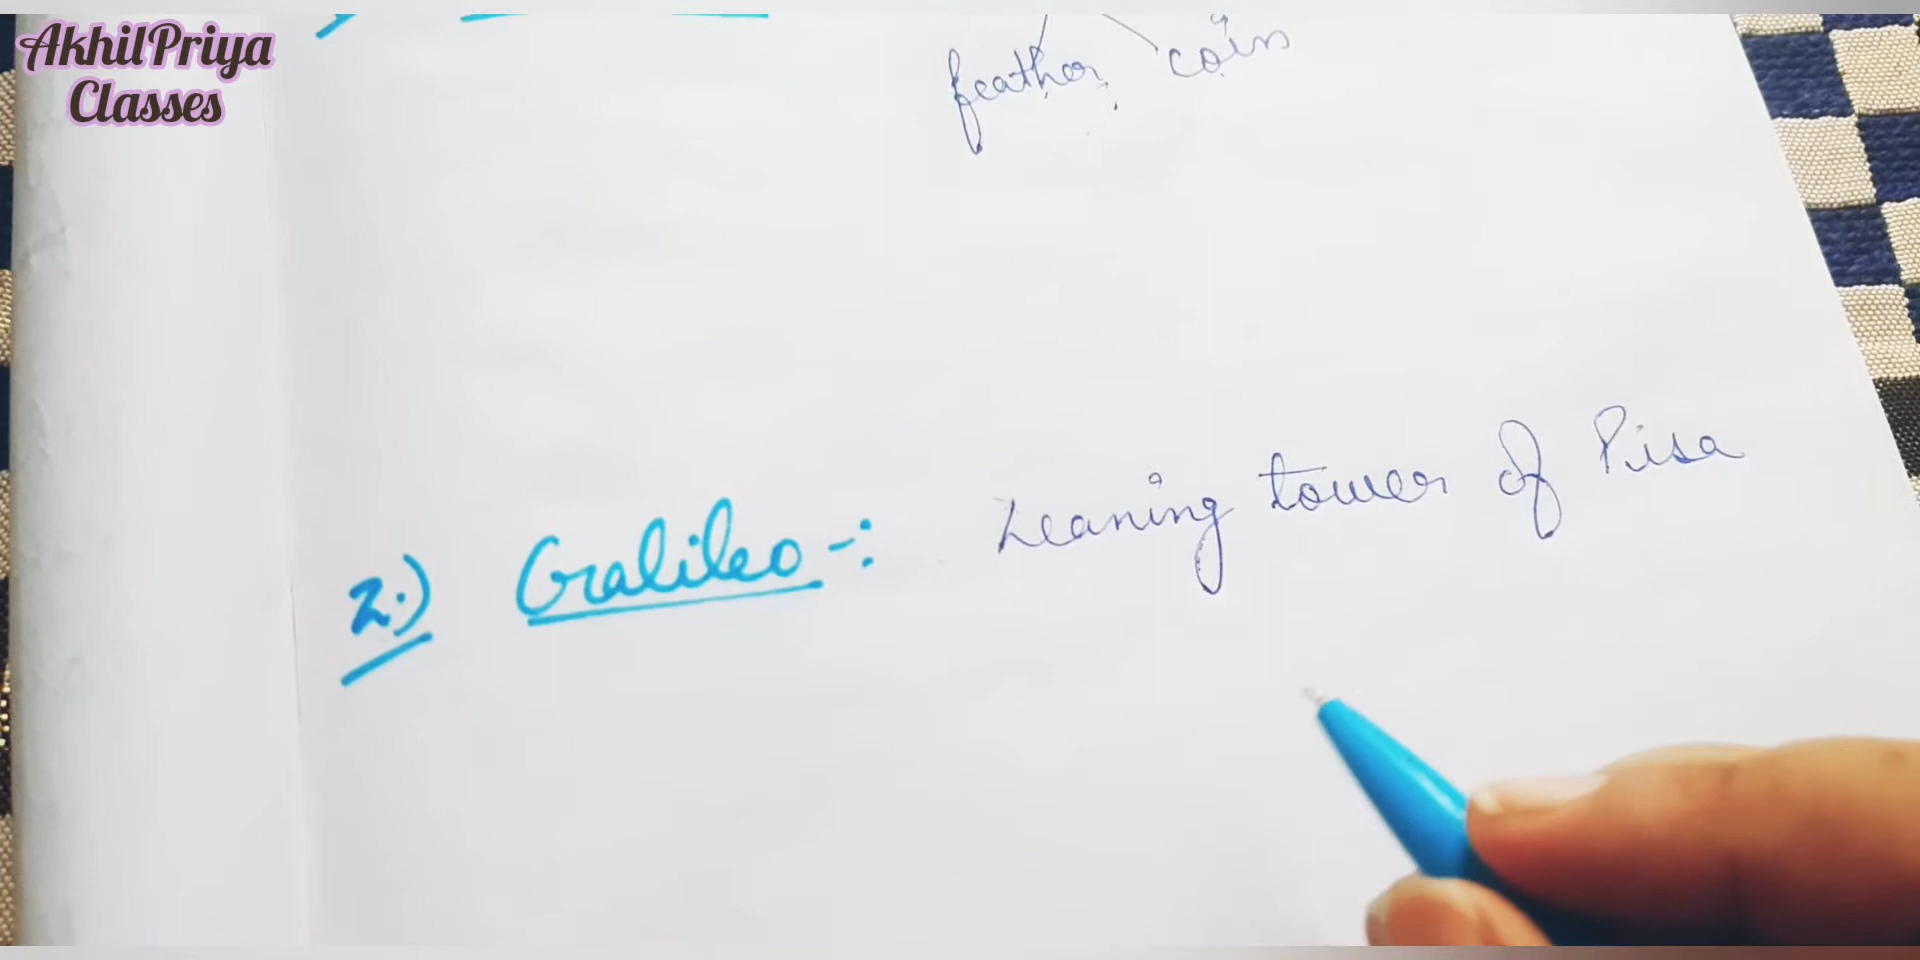 AkhilPriya
Classes
feather coin
2.) Galileo -: Leaning tower of Pisa